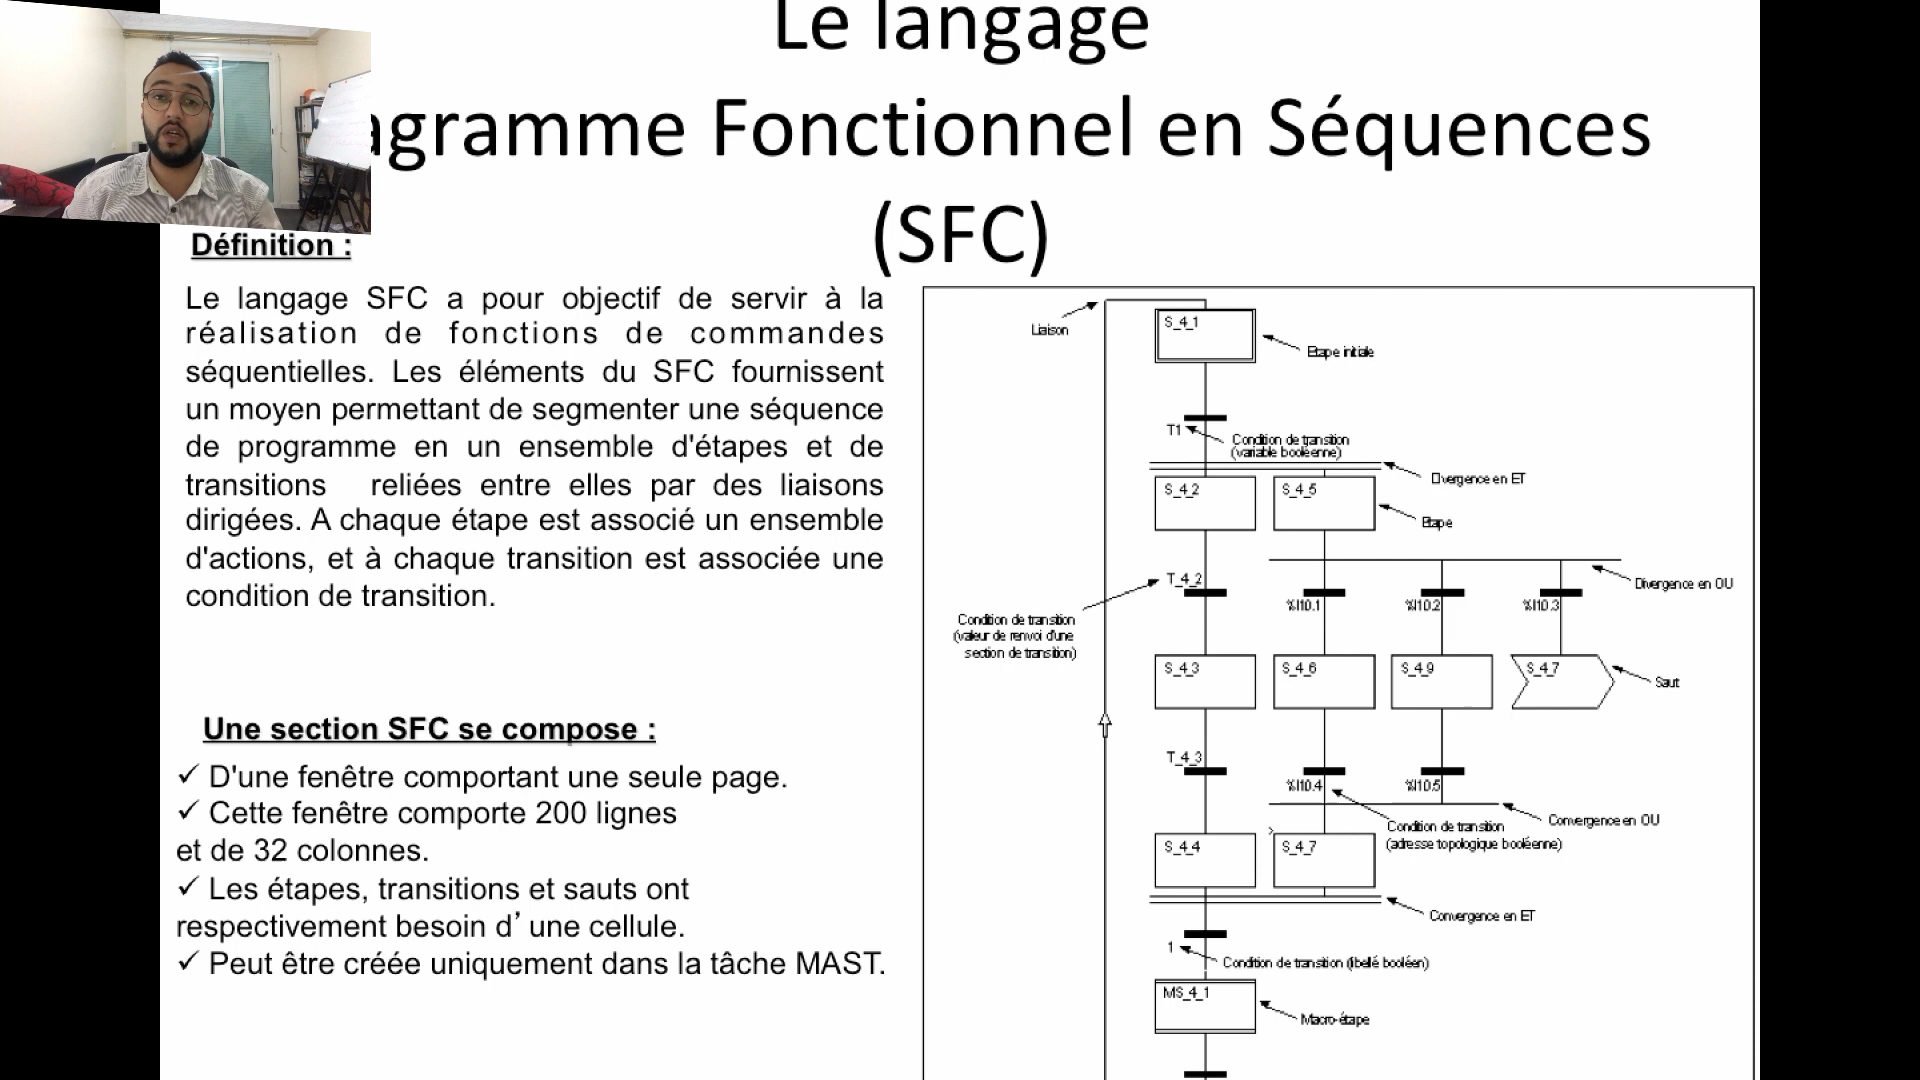 Le langage
agramme Fonctionnel en Séquences
(SFC)
Définition :
Le langage SFC a pour objectif de servir à la
réalisation de fonctions de commandes
séquentielles. Les éléments du SFC fournissent
un moyen permettant de segmenter une séquence
de programme en un ensemble d'étapes et de
transitions reliées entre elles par des liaisons
dirigées. A chaque étape est associé un ensemble
d'actions, et à chaque transition est associée une
condition de transition.
Une section SFC se compose :
✓ D'une fenêtre comportant une seule page.
✓ Cette fenêtre comporte 200 lignes
et de 32 colonnes.
✓ Les étapes, transitions et sauts ont
respectivement besoin d’ une cellule.
✓ Peut être créée uniquement dans la tâche MAST.
Liaison
S_4_1
Etape initiale
T1
Condition de transition
(variable booléenne)
Divergence en ET
S_4_2
S_4_5
Etape
Divergence en OU
T_4_2
%I10.1
%I10.2
%I10.3
Condition de transition
(valeur de renvoi d'une
section de transition)
S_4_3
S_4_6
S_4_9
S_4_7
Saut
T_4_3
%I10.4
%I10.5
Convergence en OU
Condition de transition
(adresse topologique booléenne)
S_4_4
S_4_7
Convergence en ET
1
Condition de transition (libellé booléen)
MS_4_1
Macro-étape